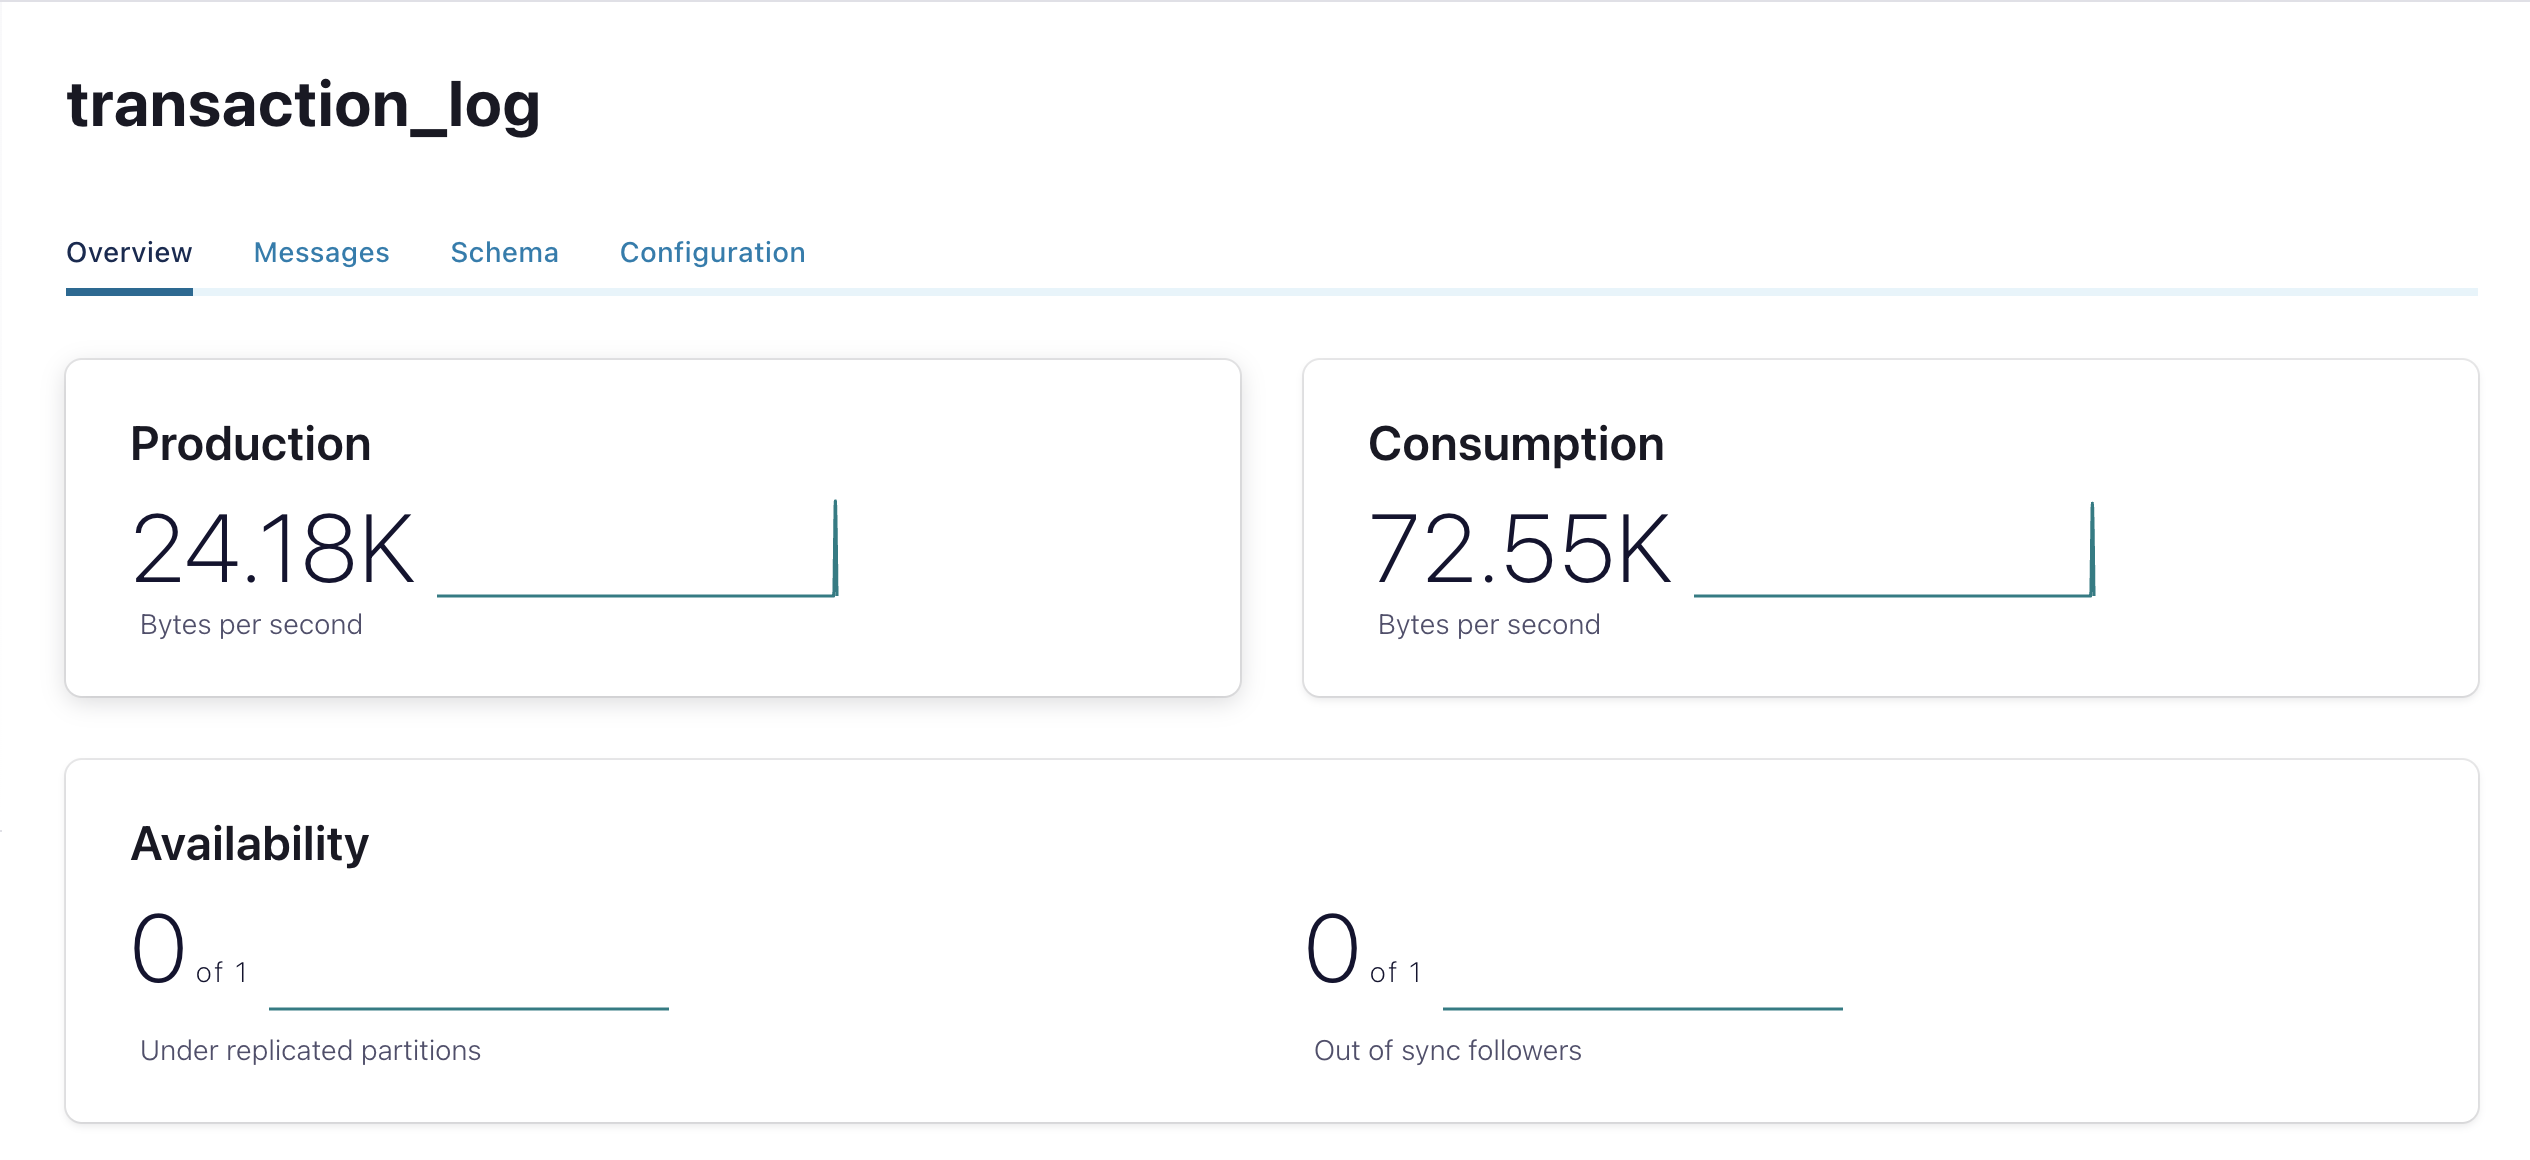 transaction_log
Overview Messages Schema Configuration
Production
24.18K
Bytes per second
Consumption
72.55K
Bytes per second
Availability
0 of 1
Under replicated partitions
0 of 1
Out of sync followers